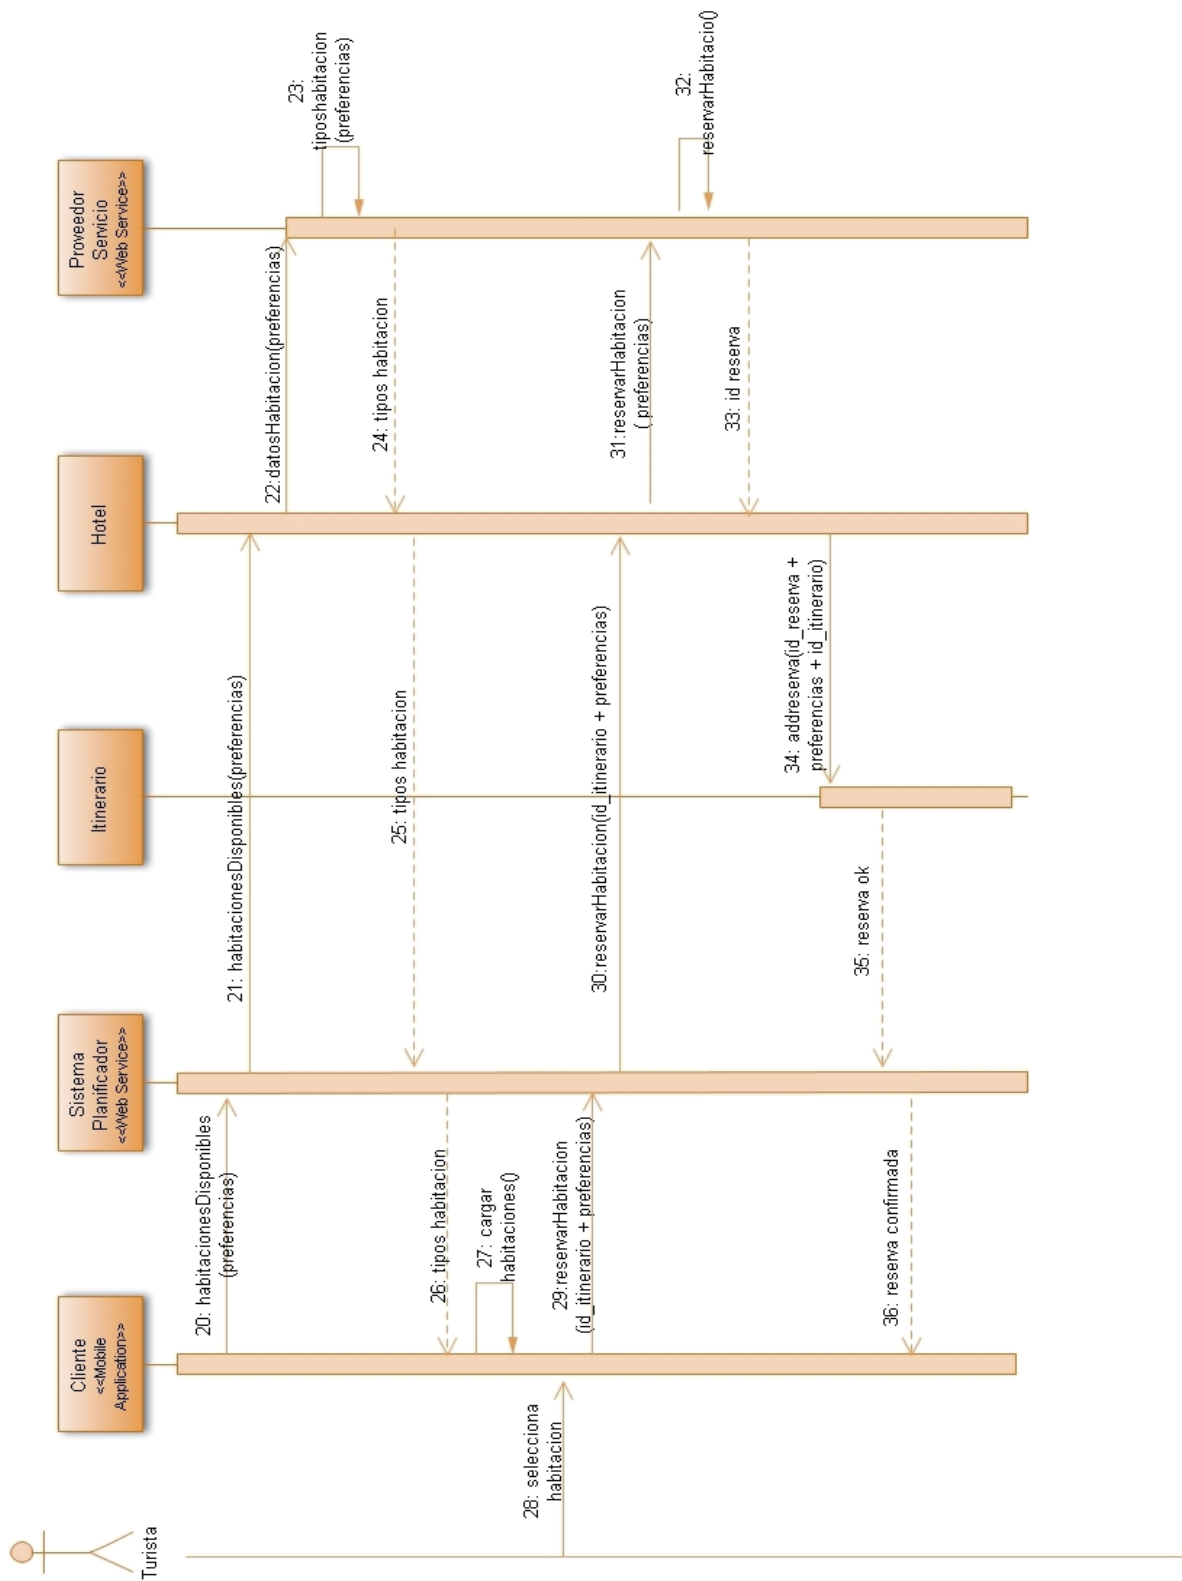 Turista
Cliente
<<Mobile
Application>>
Sistema
Planificador
<<Web Service>>
Itinerario
Hotel
Proveedor
Servicio
<<Web Service>>
20: habitacionesDisponibles
(preferencias)
21: habitacionesDisponibles(preferencias)
22:datosHabitacion(preferencias)
23:
tiposhabitacion
(preferencias)
24: tipos habitacion
25: tipos habitacion
26: tipos habitacion
27: cargar
habitaciones()
28: selecciona
habitacion
29:reservarHabitacion
(id_itinerario + preferencias)
30:reservarHabitacion(id_itinerario + preferencias)
31:reservarHabitacion
( preferencias)
32:
reservarHabitacio()
33: id reserva
34: addreserva(id_reserva +
preferencias + id_itinerario)
35: reserva ok
36: reserva confirmada